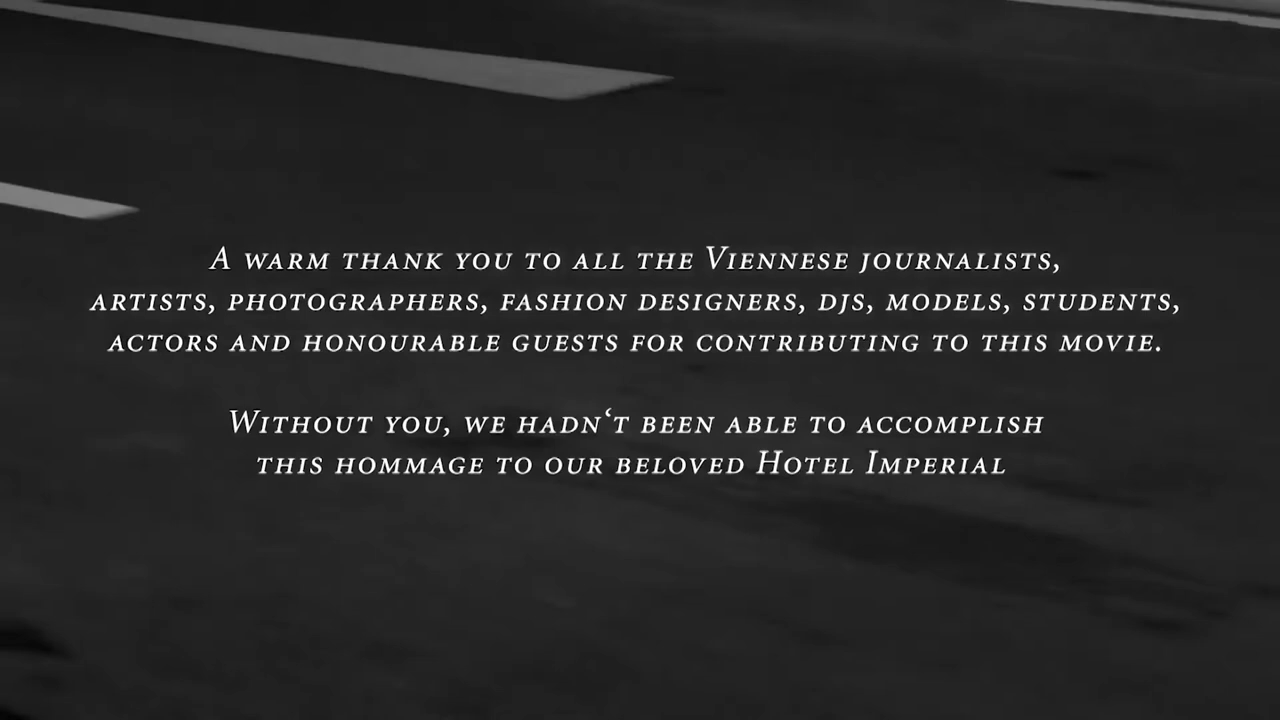 A warm thank you to all the Viennese journalists,
artists, photographers, fashion designers, djs, models, students,
actors and honourable guests for contributing to this movie.
Without you, we hadn‘t been able to accomplish
this hommage to our beloved Hotel Imperial